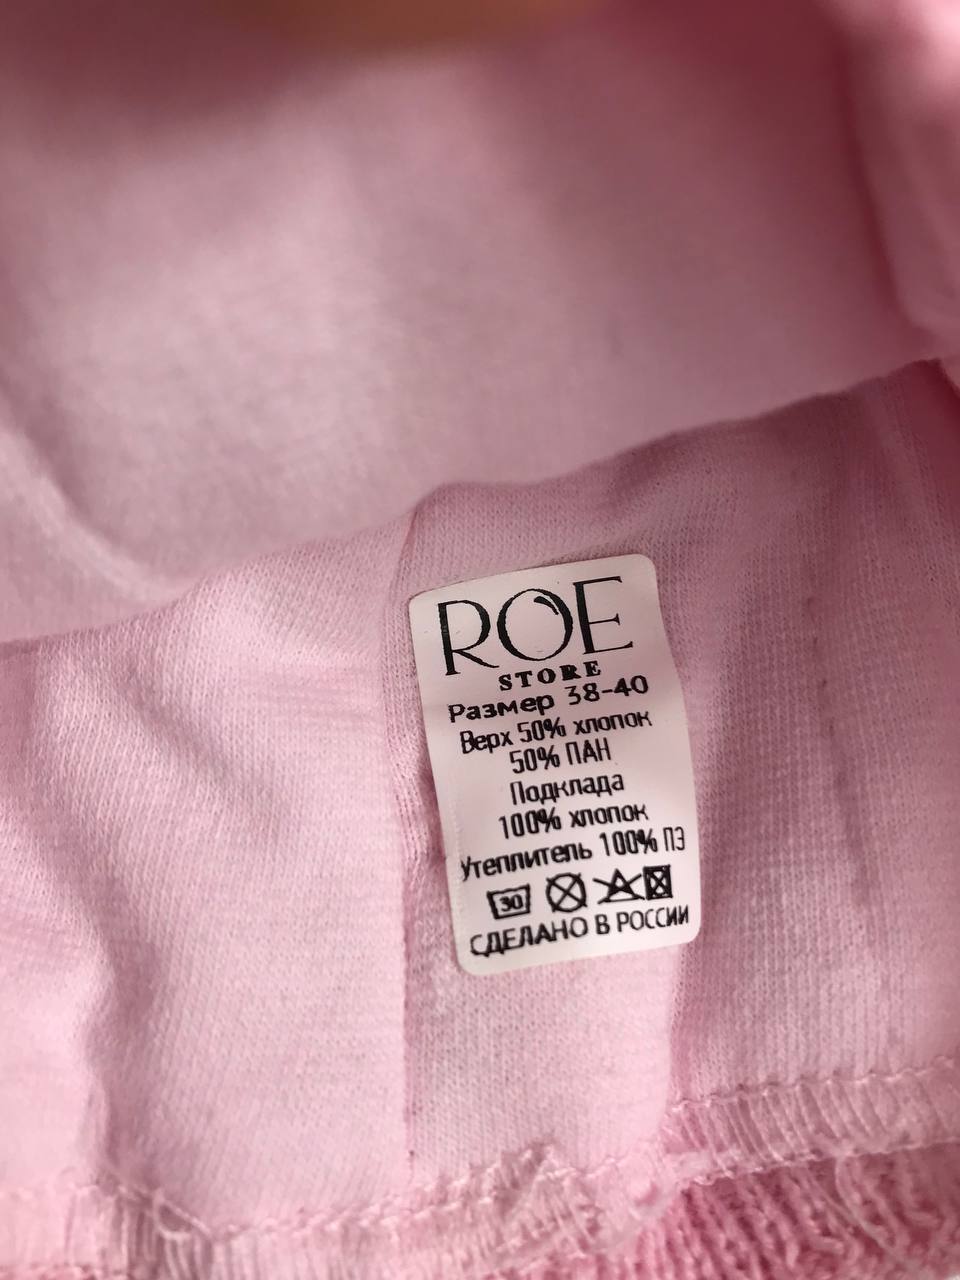 ROE
STORE
Размер 38-40
Верх 50% хлопок
50% ПАН
Подклада
100% хлопок
Утеплитель 100% ПЭ
30
СДЕЛАНО В РОССИИ